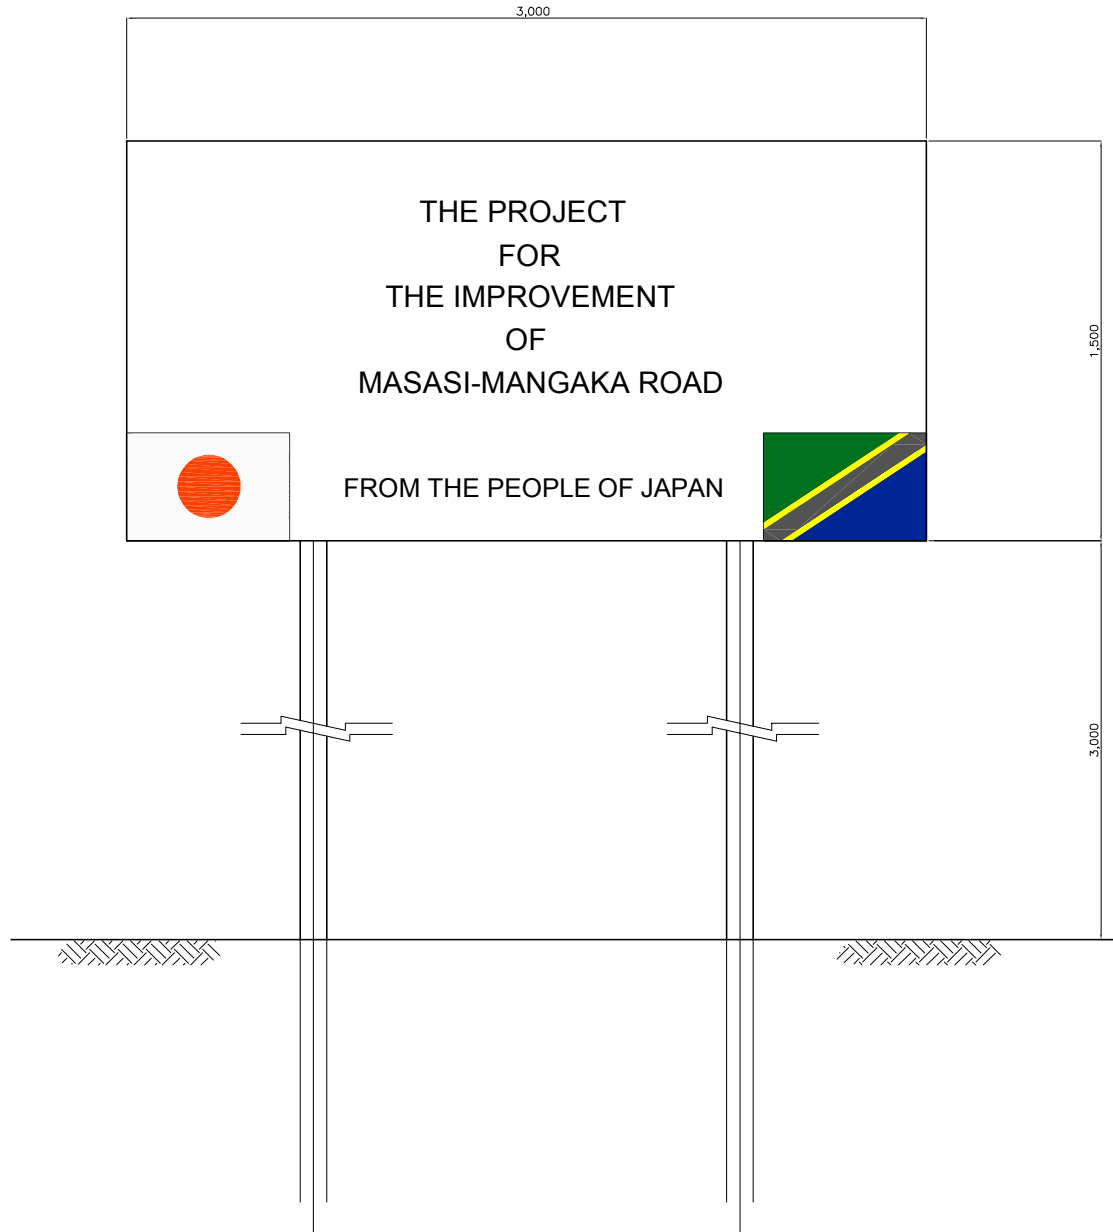 3,000
THE PROJECT
FOR
THE IMPROVEMENT
OF
MASASI-MANGAKA ROAD
1,500
FROM THE PEOPLE OF JAPAN
3,000